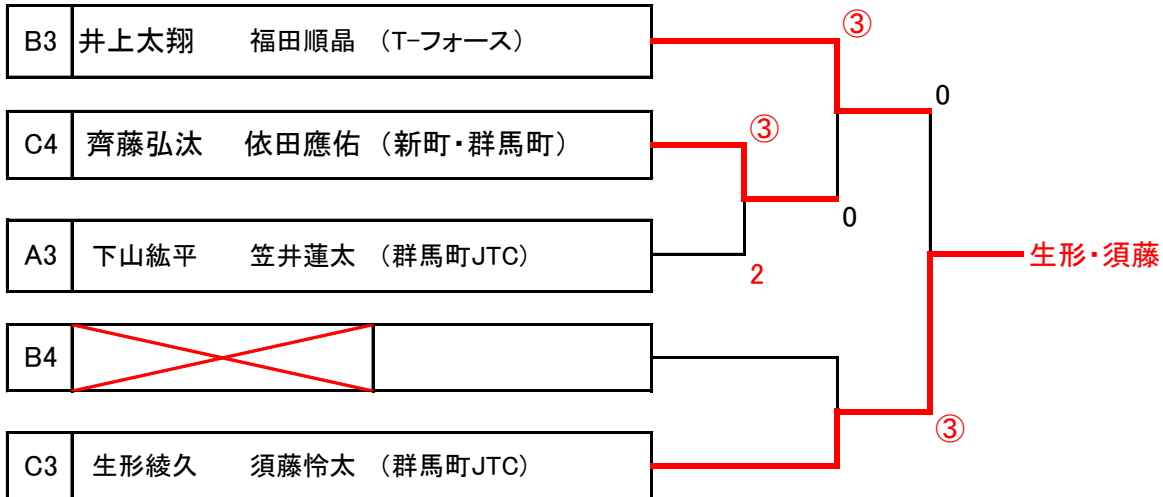 B3 井上太翔 福田順晶 (T-フォース)
③
0
C4 齊藤弘汰 依田應佑 (新町・群馬町)
③
0
A3 下山紘平 笠井蓮太 (群馬町JTC)
2
生形・須藤
B4
③
C3 生形綾久 須藤怜太 (群馬町JTC)